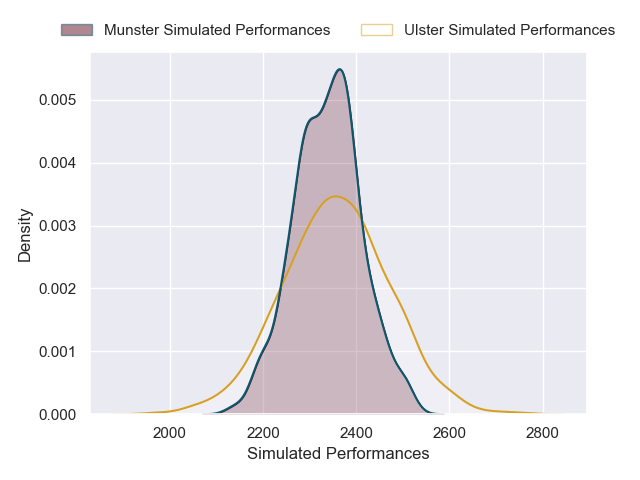 Munster Simulated Performances
Ulster Simulated Performances
0.005
0.004
0.003
0.002
0.001
0.000
Density
2000 2200 2400 2600 2800
Simulated Performances